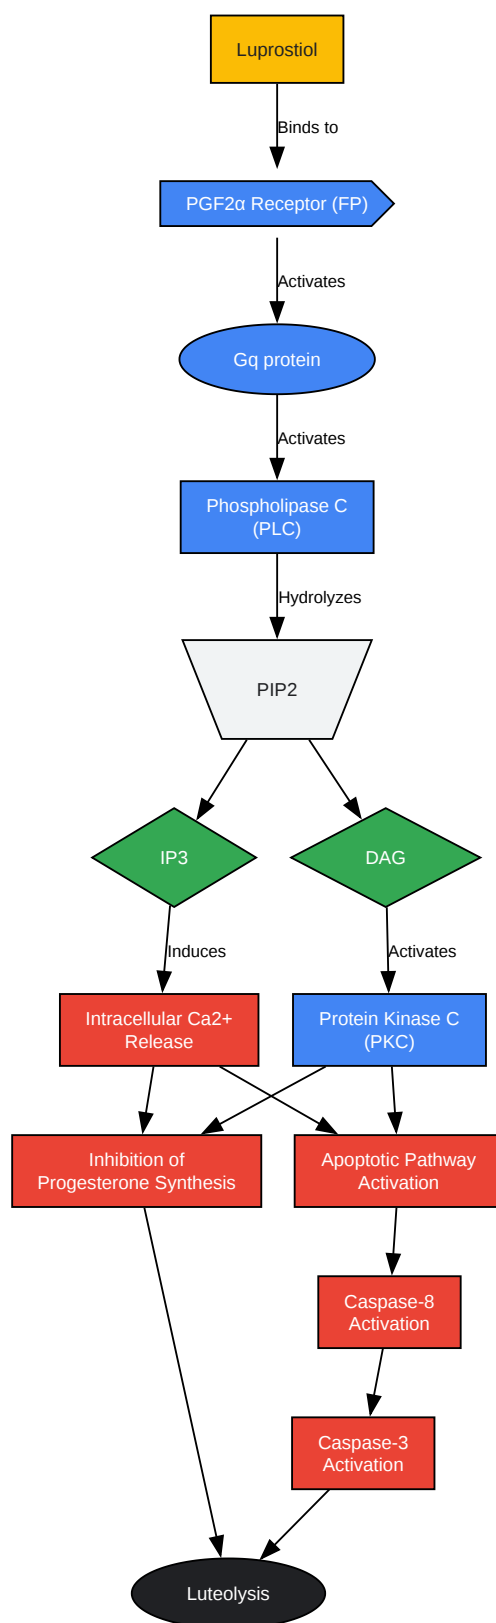 Luprostiol
Binds to
PGF2α Receptor (FP)
Activates
Gq protein
Activates
Phospholipase C
(PLC)
Hydrolyzes
PIP2
IP3
DAG
Induces
Activates
Intracellular Ca2+
Release
Protein Kinase C
(PKC)
Inhibition of
Progesterone Synthesis
Apoptotic Pathway
Activation
Caspase-8
Activation
Caspase-3
Activation
Luteolysis